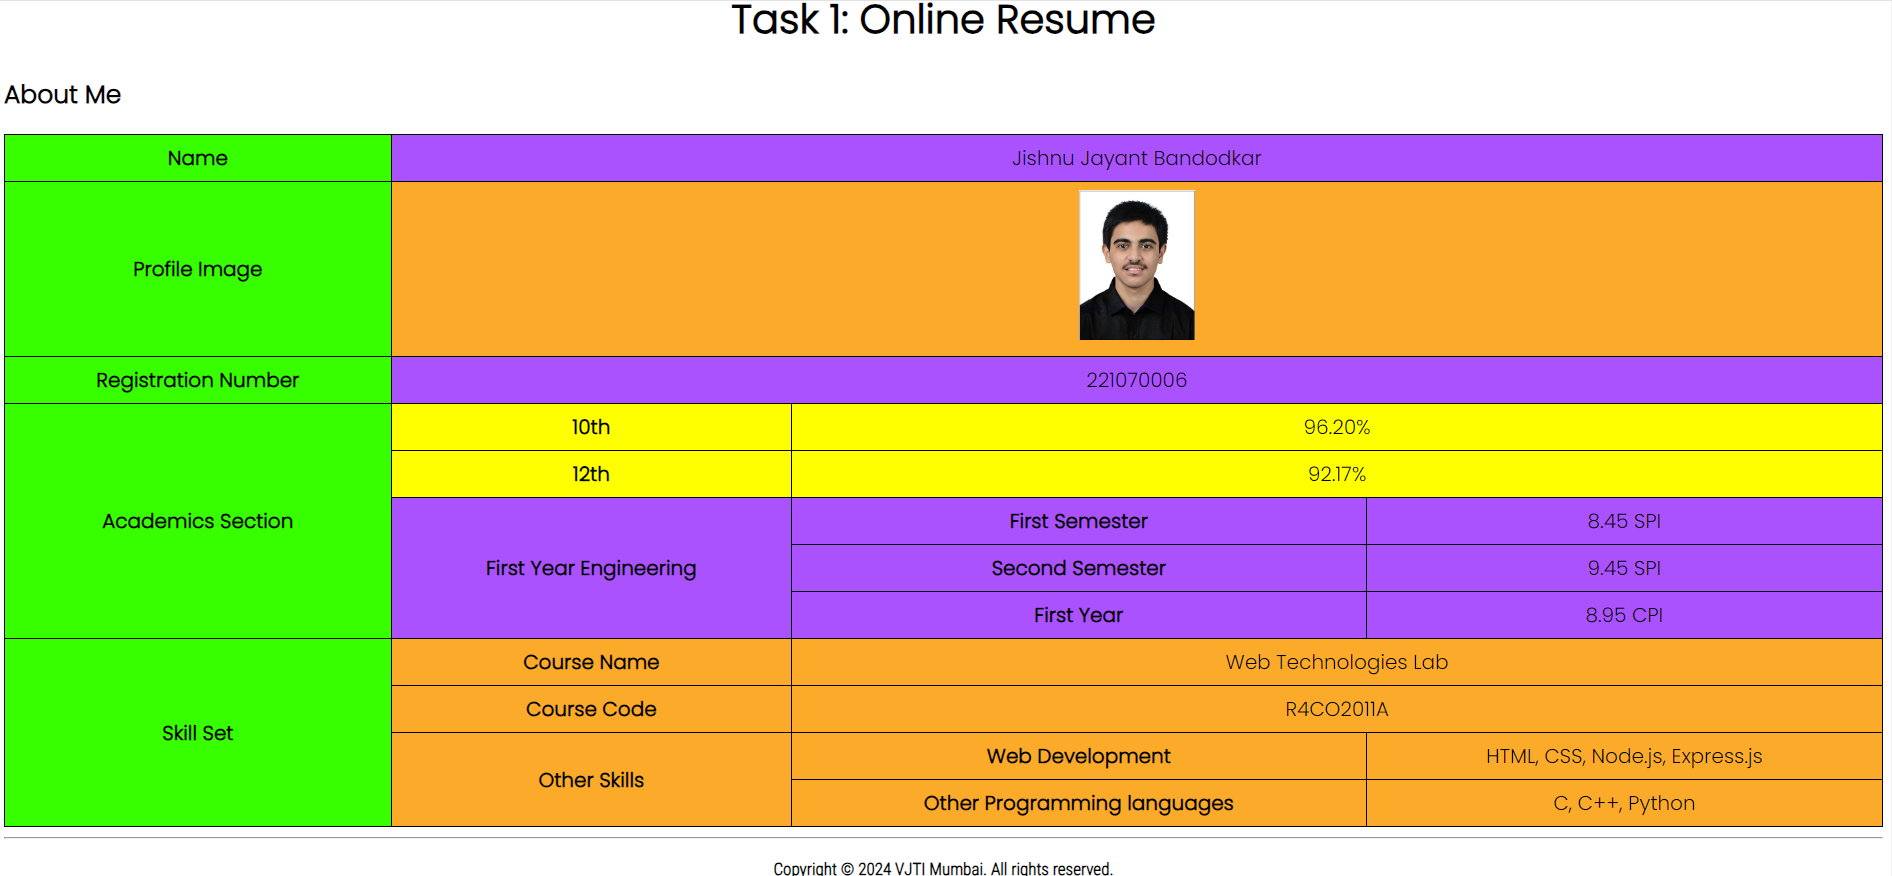 Task 1: Online Resume
About Me
Name Jishnu Jayant Bandodkar
Profile Image
Registration Number 221070006
Academics Section
10th 96.20%
12th 92.17%
First Year Engineering
First Semester 8.45 SPI
Second Semester 9.45 SPI
First Year 8.95 CPI
Skill Set
Course Name Web Technologies Lab
Course Code R4CO2011A
Other Skills
Web Development HTML, CSS, Node.js, Express.js
Other Programming languages C, C++, Python
Copyright © 2024 VJTI Mumbai. All rights reserved.